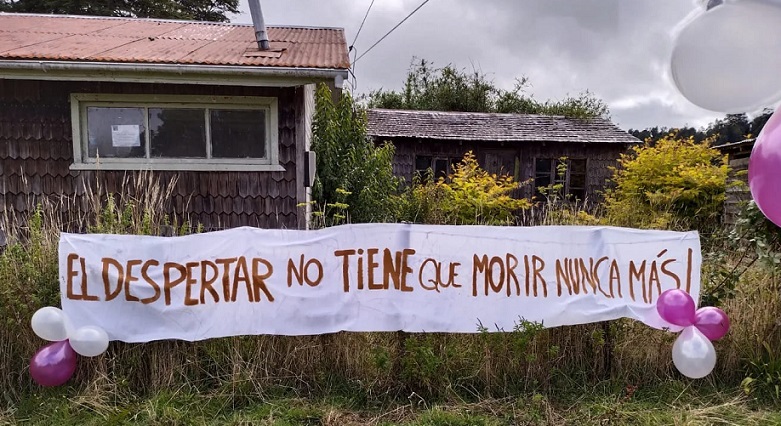 EL DESPERTAR NO TIENE QUE MORIR NUNCA MÁS!